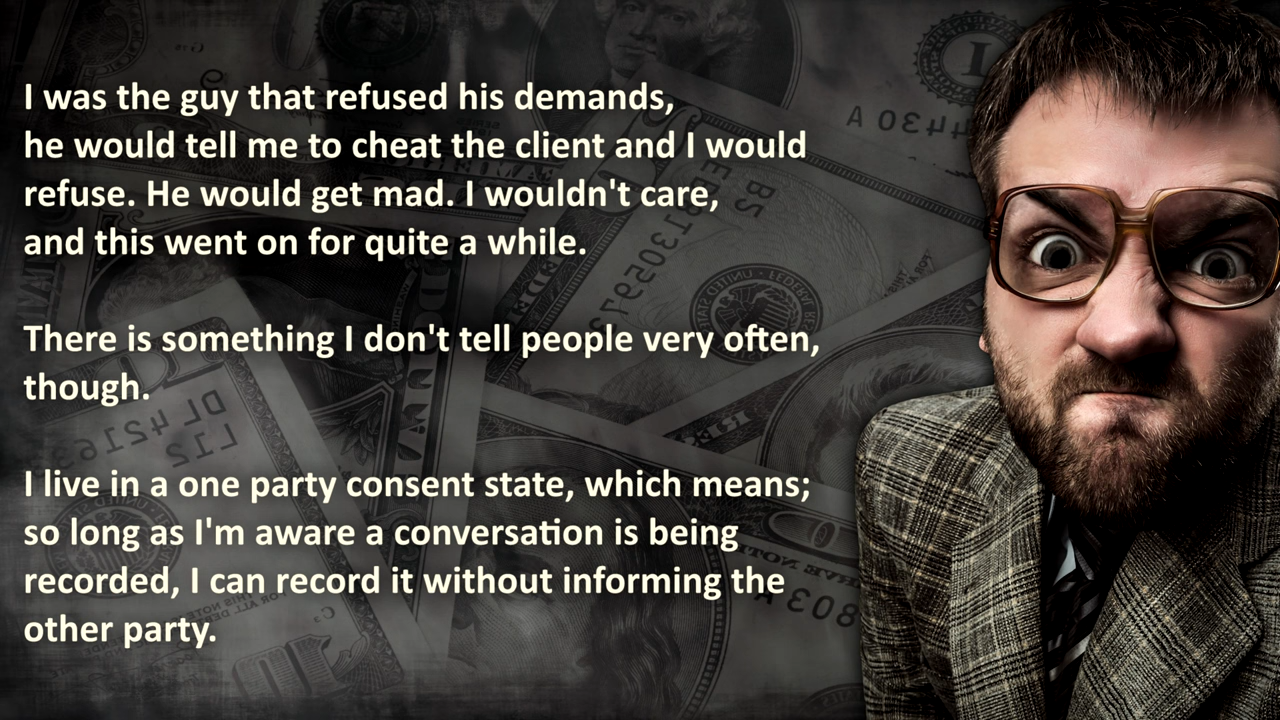 I was the guy that refused his demands,
he would tell me to cheat the client and I would
refuse. He would get mad. I wouldn't care,
and this went on for quite a while.
There is something I don't tell people very often,
though.
I live in a one party consent state, which means;
so long as I'm aware a conversation is being
recorded, I can record it without informing the
other party.